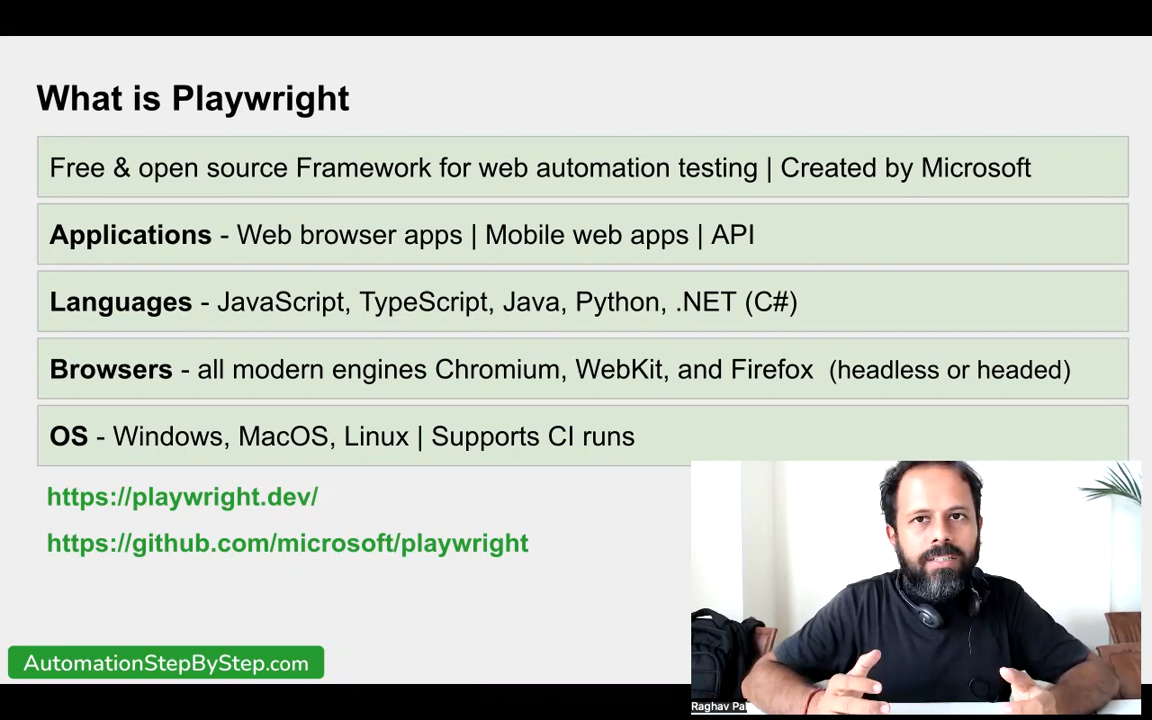 What is Playwright
Free & open source Framework for web automation testing | Created by Microsoft
Applications - Web browser apps | Mobile web apps | API
Languages - JavaScript, TypeScript, Java, Python, .NET (C#)
Browsers - all modern engines Chromium, WebKit, and Firefox (headless or headed)
OS - Windows, MacOS, Linux | Supports CI runs
https://playwright.dev/
https://github.com/microsoft/playwright
AutomationStepByStep.com
Raghav Pal